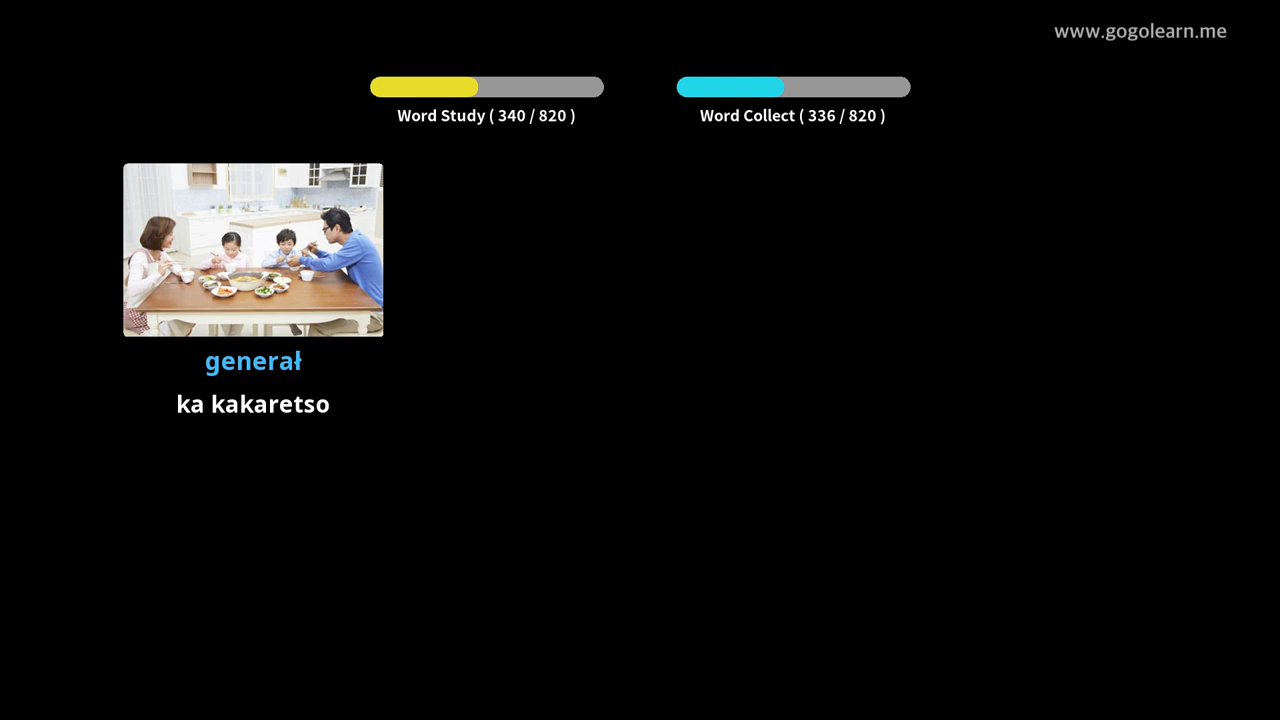 www.gogolearn.me
Word Study ( 340 / 820 )
Word Collect ( 336 / 820 )
generał
ka kakaretso